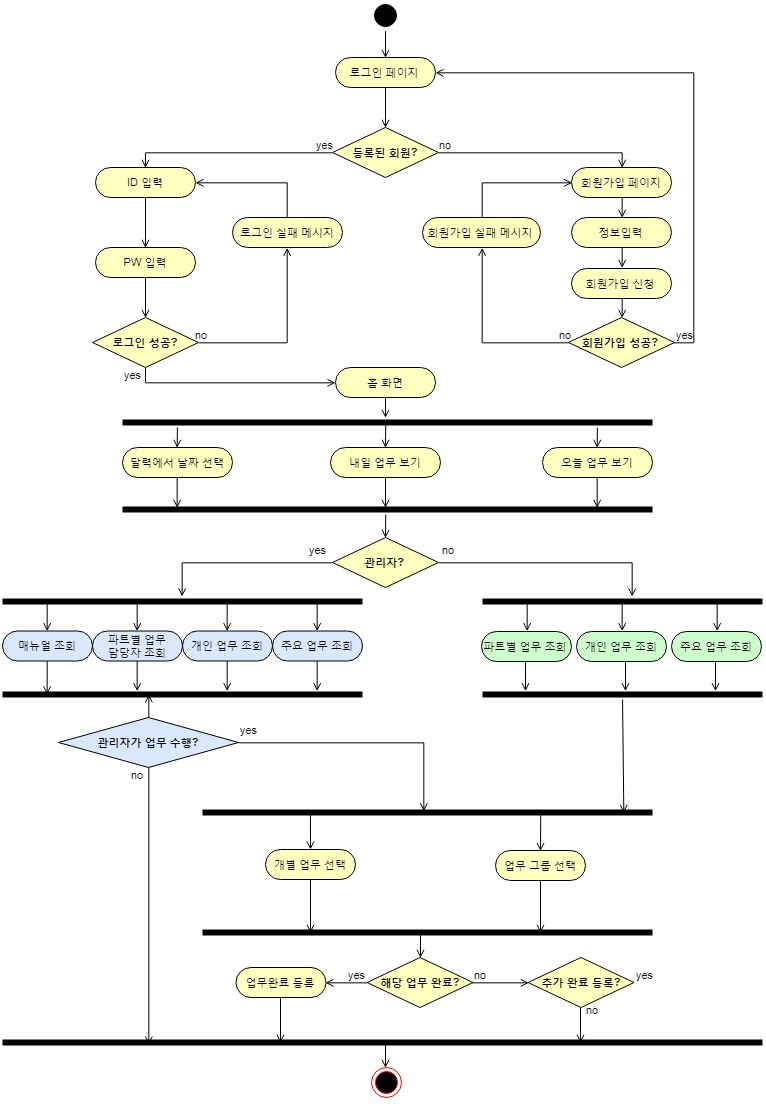 로그인 페이지
등록된 회원?
yes
no
ID 입력
회원가입 페이지
로그인 실패 메시지
회원가입 실패 메시지
정보입력
PW 입력
회원가입 신청
로그인 성공?
no
yes
회원가입 성공?
no
yes
홈 화면
달력에서 날짜 선택
내일 업무 보기
오늘 업무 보기
관리자?
yes
no
매뉴얼 조회
파트별 업무
담당자 조회
개인 업무 조회
주요 업무 조회
파트별 업무 조회
개인 업무 조회
주요 업무 조회
관리자가 업무 수행?
yes
no
개별 업무 선택
업무 그룹 선택
업무완료 등록
yes
해당 업무 완료?
no
추가 완료 등록?
yes
no